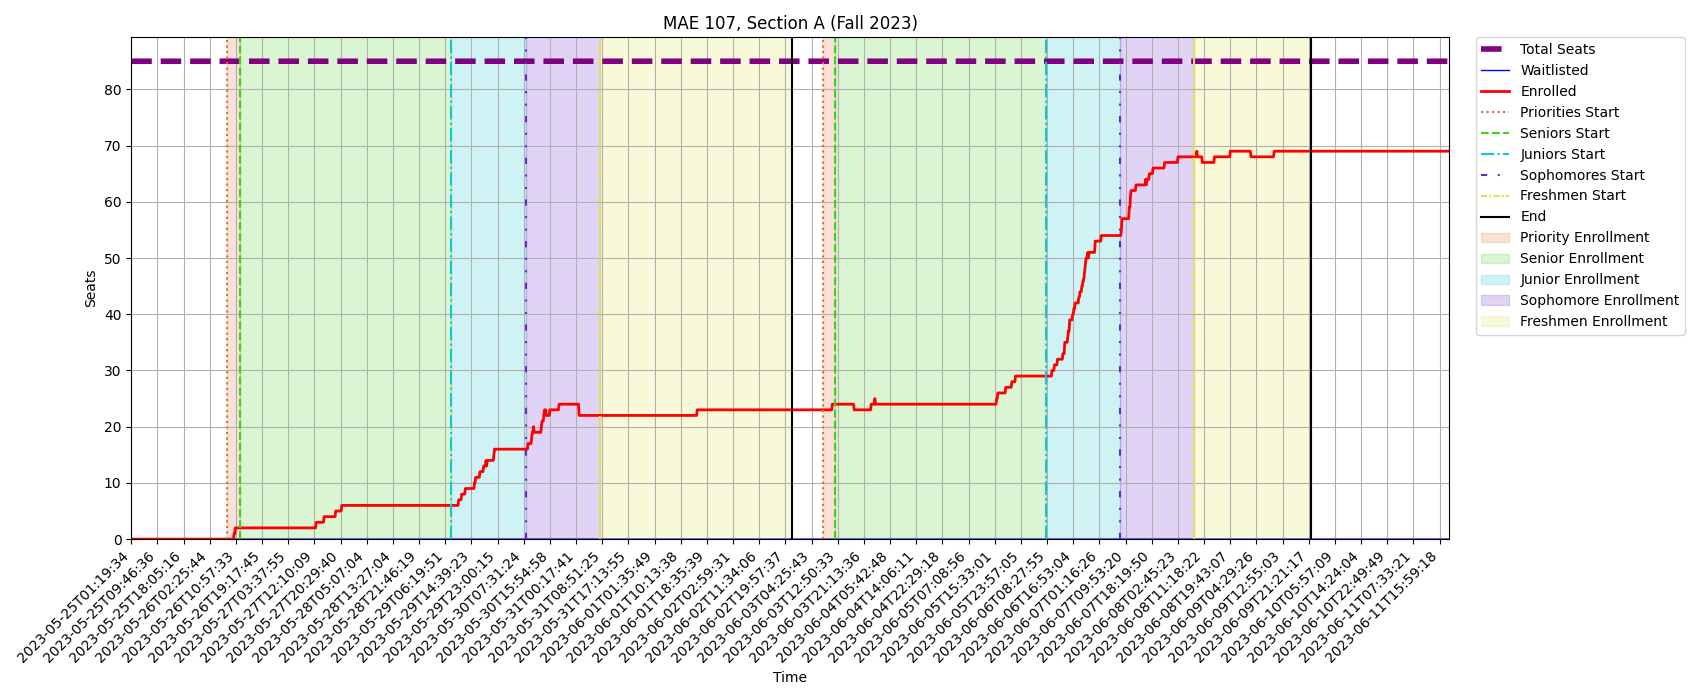 MAE 107, Section A (Fall 2023)
Total Seats
Waitlisted
Enrolled
Priorities Start
Seniors Start
Juniors Start
Sophomores Start
Freshmen Start
End
Priority Enrollment
Senior Enrollment
Junior Enrollment
Sophomore Enrollment
Freshmen Enrollment
Seats
80
70
60
50
40
30
20
10
0
2023-05-25T01:19:34
2023-05-25T09:46:36
2023-05-25T18:05:16
2023-05-26T02:25:44
2023-05-26T10:57:33
2023-05-26T19:17:45
2023-05-27T03:37:55
2023-05-27T12:10:09
2023-05-27T20:29:40
2023-05-28T05:07:04
2023-05-28T13:27:04
2023-05-28T21:46:19
2023-05-29T06:19:51
2023-05-29T14:39:23
2023-05-29T23:00:15
2023-05-30T07:31:24
2023-05-30T15:54:58
2023-05-31T00:17:41
2023-05-31T08:51:25
2023-05-31T17:13:55
2023-06-01T01:35:49
2023-06-01T10:13:38
2023-06-01T18:35:39
2023-06-02T02:59:31
2023-06-02T11:34:06
2023-06-02T19:57:37
2023-06-03T04:25:43
2023-06-03T12:50:33
2023-06-03T21:13:36
2023-06-04T05:42:48
2023-06-04T14:06:11
2023-06-04T22:29:18
2023-06-05T07:08:56
2023-06-05T15:33:01
2023-06-05T23:57:05
2023-06-06T08:27:55
2023-06-06T16:53:04
2023-06-07T01:16:26
2023-06-07T09:53:20
2023-06-07T18:19:50
2023-06-08T02:45:23
2023-06-08T11:18:22
2023-06-08T19:43:07
2023-06-09T04:29:26
2023-06-09T12:55:03
2023-06-09T21:21:17
2023-06-10T05:57:09
2023-06-10T14:24:04
2023-06-10T22:49:49
2023-06-11T07:33:21
2023-06-11T15:59:18
Time